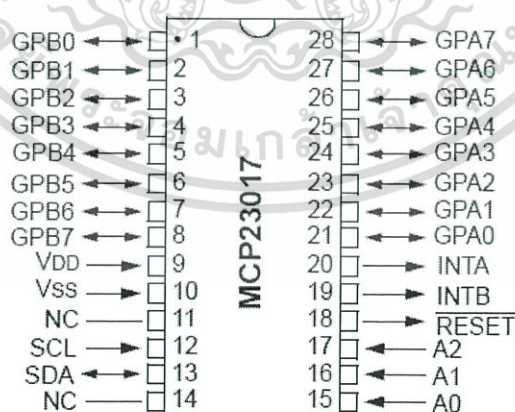 GPB0 1 28 GPA7
GPB1 2 27 GPA6
GPB2 3 26 GPA5
GPB3 4 25 GPA4
GPB4 5 24 GPA3
GPB5 6 23 GPA2
GPB6 7 22 GPA1
GPB7 8 21 GPA0
VDD 9 20 INTA
VSS 10 19 INTB
NC 11 18 RESET
SCL 12 17 A2
SDA 13 16 A1
NC 14 15 A0
MCP23017